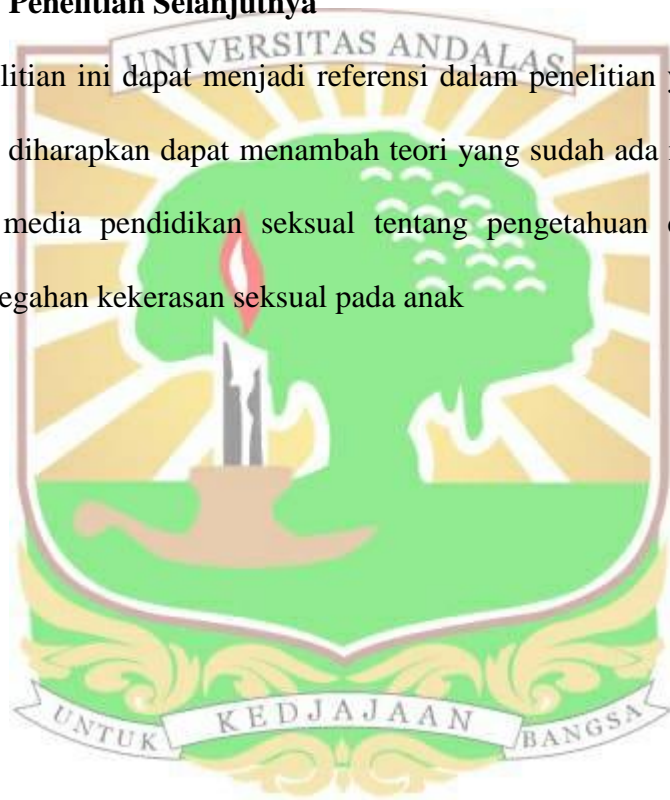 Penelitian Selanjutnya
UNIVERSITAS ANDALAS
litian ini dapat menjadi referensi dalam penelitian
diharapkan dapat menambah teori yang sudah ada
media pendidikan seksual tentang pengetahuan
egahan kekerasan seksual pada anak
UNTUK KEDJAJAAN BANGSA